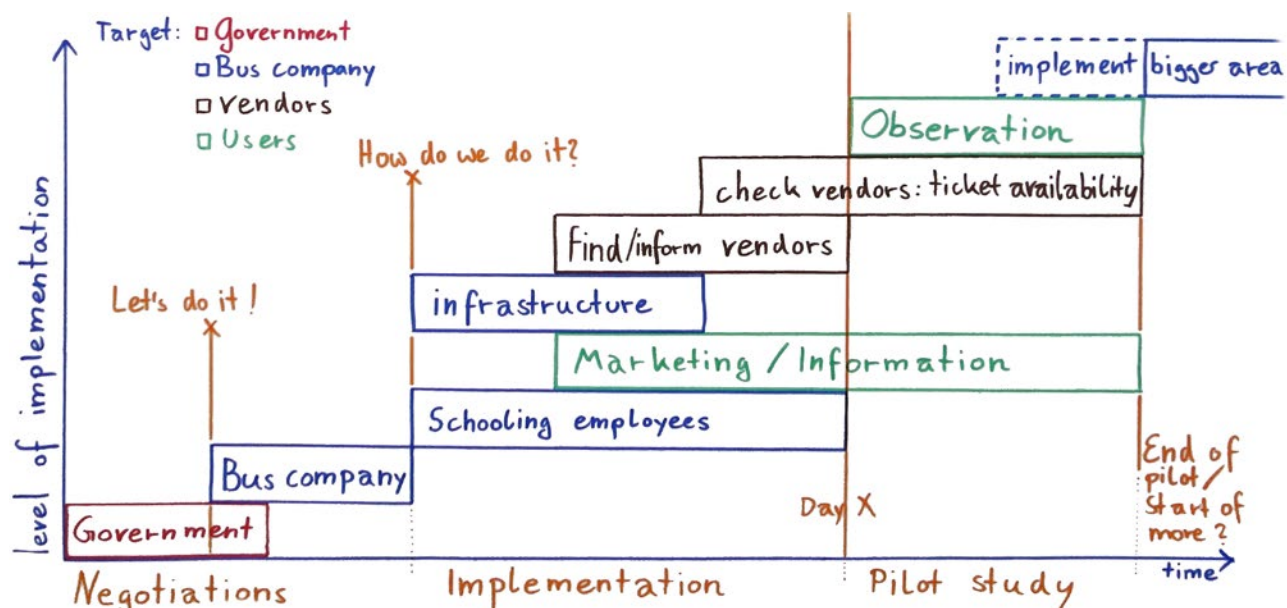 Target: Government
Bus company
vendors
Users
implement bigger area
Observation
How do we do it?
check vendors: ticket availability
Find/inform vendors
Let's do it!
infrastructure
Marketing / Information
Schooling employees
Bus company
Government
Day X
End of
pilot/
Start of
more?
level of implementation
time
Negotiations Implementation Pilot study